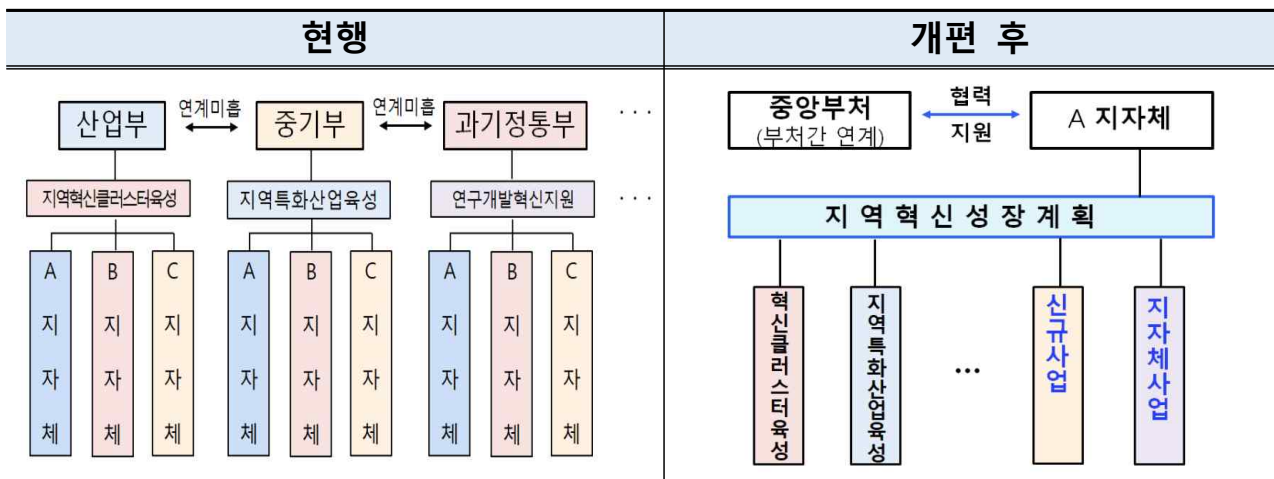 현행
개편 후
산업부
연계미흡
중기부
연계미흡
과기정통부
· · ·
지역혁신클러스터육성
지역특화산업육성
연구개발혁신지원
· · ·
A 지자체
B 지자체
C 지자체
A 지자체
B 지자체
C 지자체
A 지자체
B 지자체
C 지자체
중앙부처
(부처간 연계)
협력
지원
A 지자체
지역혁신성장계획
혁신클러스터육성
지역특화산업육성
...
신규사업
지자체사업